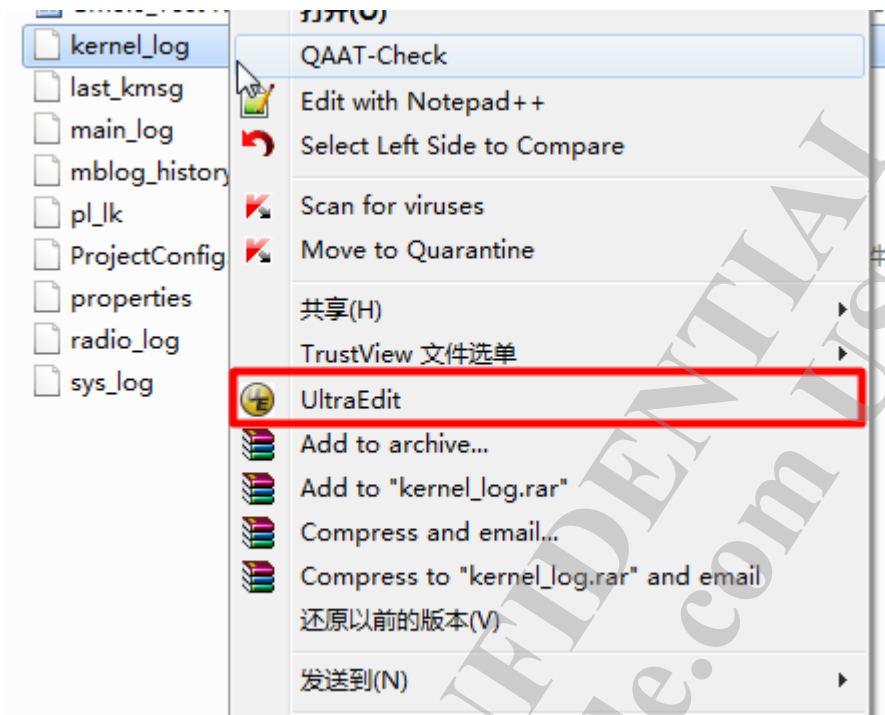 kernel_log
last_kmsg
main_log
mblog_history
pl_lk
ProjectConfig.
properties
radio_log
sys_log
打开(O)
QAAT-Check
Edit with Notepad++
Select Left Side to Compare
Scan for viruses
Move to Quarantine
共享(H)
TrustView 文件选单
UltraEdit
Add to archive...
Add to "kernel_log.rar"
Compress and email...
Compress to "kernel_log.rar" and email
还原以前的版本(V)
发送到(N)
件